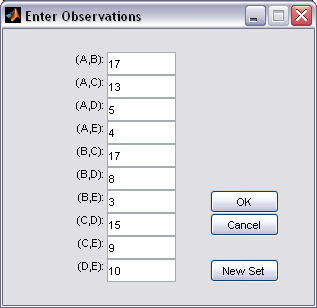 Enter Observations
(A,B): 17
(A,C): 13
(A,D): 5
(A,E): 4
(B,C): 17
(B,D): 8
(B,E): 3
(C,D): 15
(C,E): 9
(D,E): 10
OK
Cancel
New Set